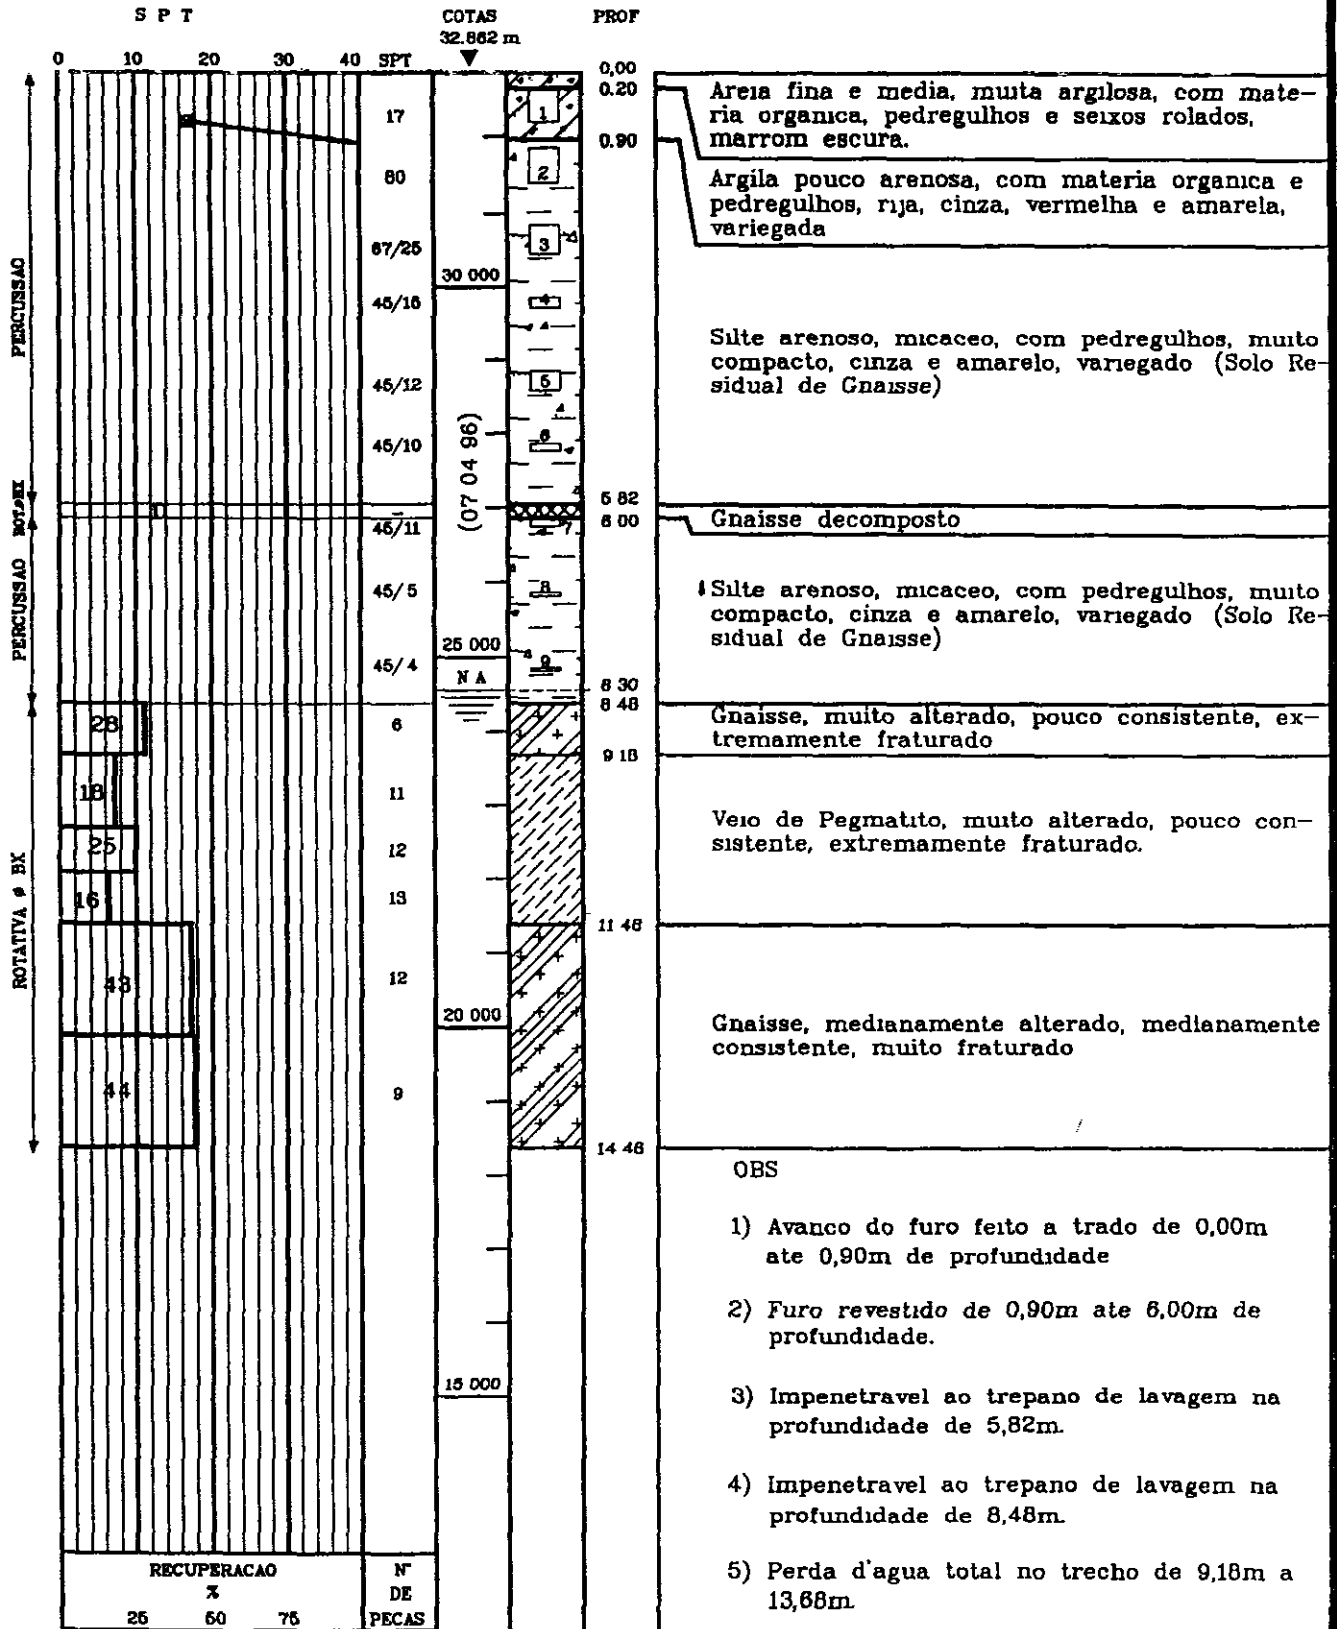 S P T
COTAS
PROF
32.862 m
0 10 20 30 40 SPT
0,00
0.20
0.90
17
80
67/25
45/16
45/12
45/10
–
45/11
45/5
45/4
6
11
12
13
12
9
PERCUSSAO
PERCUSSAO
ROTATIVA ø BX
30 000
(07 04 96)
25 000
N A
20 000
15 000
1
2
3
4
5
6
7
8
9
5 82
6 00
8 30
8 48
9 18
11 48
14 48
28
18
25
16
43
44
Areia fina e media, muita argilosa, com mate-
ria organica, pedregulhos e seixos rolados,
marrom escura.
Argila pouco arenosa, com materia organica e
pedregulhos, rija, cinza, vermelha e amarela,
variegada
Silte arenoso, micaceo, com pedregulhos, muito
compacto, cinza e amarelo, variegado (Solo Re-
sidual de Gnaisse)
Gnaisse decomposto
Silte arenoso, micaceo, com pedregulhos, muito
compacto, cinza e amarelo, variegado (Solo Re-
sidual de Gnaisse)
Gnaisse, muito alterado, pouco consistente, ex-
tremamente fraturado
Veio de Pegmatito, muito alterado, pouco con-
sistente, extremamente fraturado.
Gnaisse, medianamente alterado, medianamente
consistente, muito fraturado
OBS
1) Avanco do furo feito a trado de 0,00m
ate 0,90m de profundidade
2) Furo revestido de 0,90m ate 6,00m de
profundidade.
3) Impenetravel ao trepano de lavagem na
profundidade de 5,82m.
4) Impenetravel ao trepano de lavagem na
profundidade de 8,48m.
5) Perda d'agua total no trecho de 9,18m a
13,68m
RECUPERACAO
%
25 50 75
N°
DE
PECAS